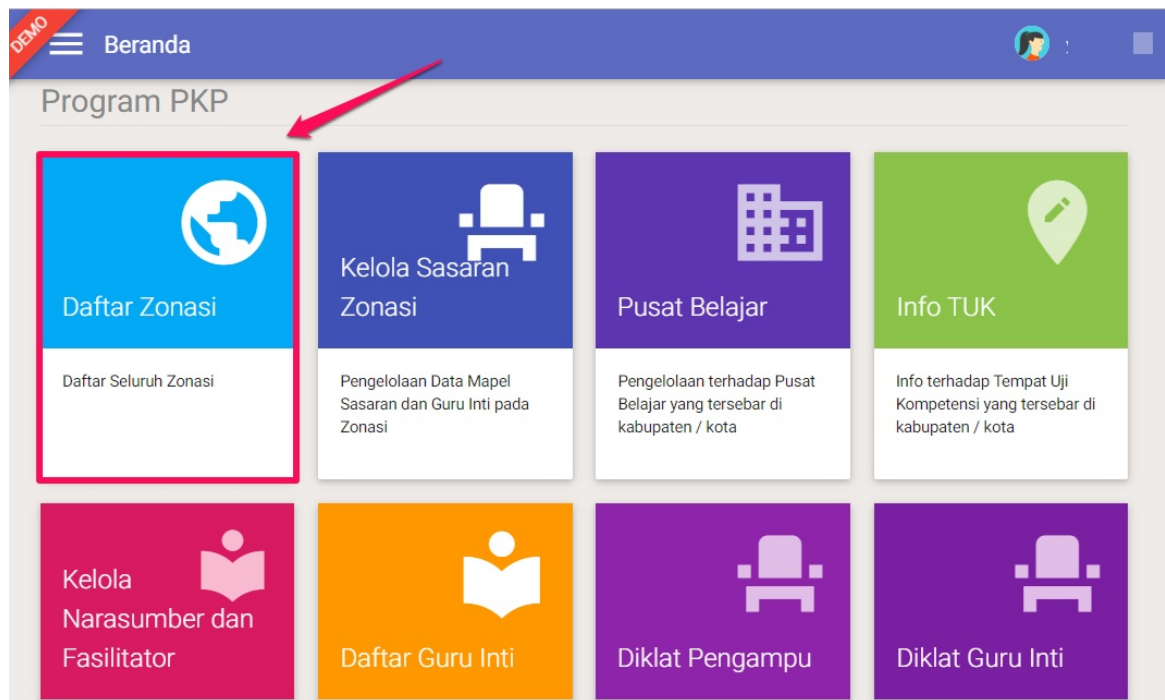 DEMO
Beranda
Program PKP
Daftar Zonasi
Daftar Seluruh Zonasi
Kelola Sasaran
Zonasi
Pengelolaan Data Mapel
Sasaran dan Guru Inti pada
Zonasi
Pusat Belajar
Pengelolaan terhadap Pusat
Belajar yang tersebar di
kabupaten / kota
Info TUK
Info terhadap Tempat Uji
Kompetensi yang tersebar di
kabupaten / kota
Kelola
Narasumber dan
Fasilitator
Daftar Guru Inti
Diklat Pengampu
Diklat Guru Inti